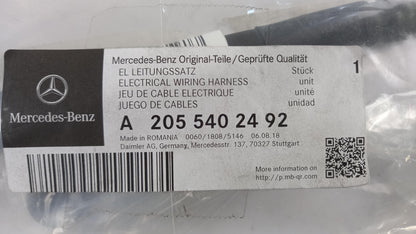 Mercedes-Benz
Mercedes-Benz Original-Teile/Geprüfte Qualität
EL LEITUNGSSATZ Stück
ELECTRICAL WIRING HARNESS unit
JEU DE CABLE ELECTRIQUE unité
JUEGO DE CABLES unidad
1
A 205 540 24 92
Made in ROMANIA 0060/1808/5146 06.08.18
Daimler AG, Germany, Mercedesstr. 137, 70327 Stuttgart
More information on
http://p.mb-qr.com